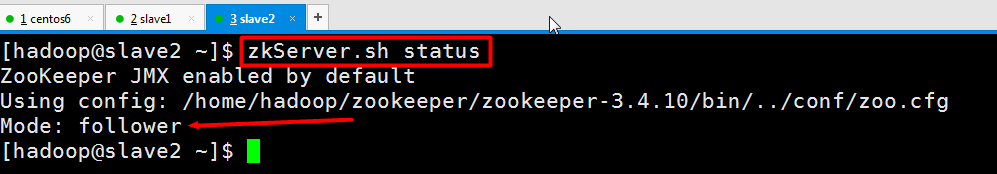 1 centos6 2 slave1 3 slave2
[hadoop@slave2 ~]$ zkServer.sh status
ZooKeeper JMX enabled by default
Using config: /home/hadoop/zookeeper/zookeeper-3.4.10/bin/../conf/zoo.cfg
Mode: follower
[hadoop@slave2 ~]$